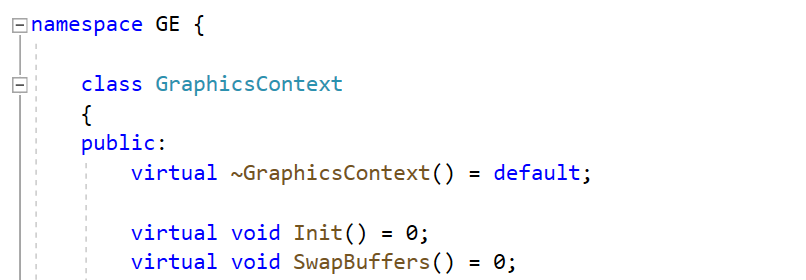 namespace GE {
class GraphicsContext
{
public:
virtual ~GraphicsContext() = default;
virtual void Init() = 0;
virtual void SwapBuffers() = 0;